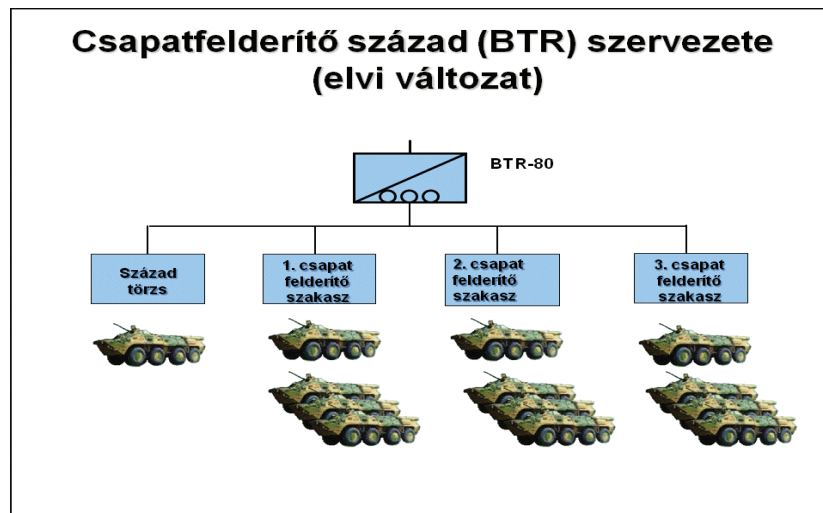 Csapatfelderítő század (BTR) szervezete
(elvi változat)
BTR-80
Század
törzs
1. csapat
felderítő
szakasz
2. csapat
felderítő
szakasz
3. csapat
felderítő
szakasz